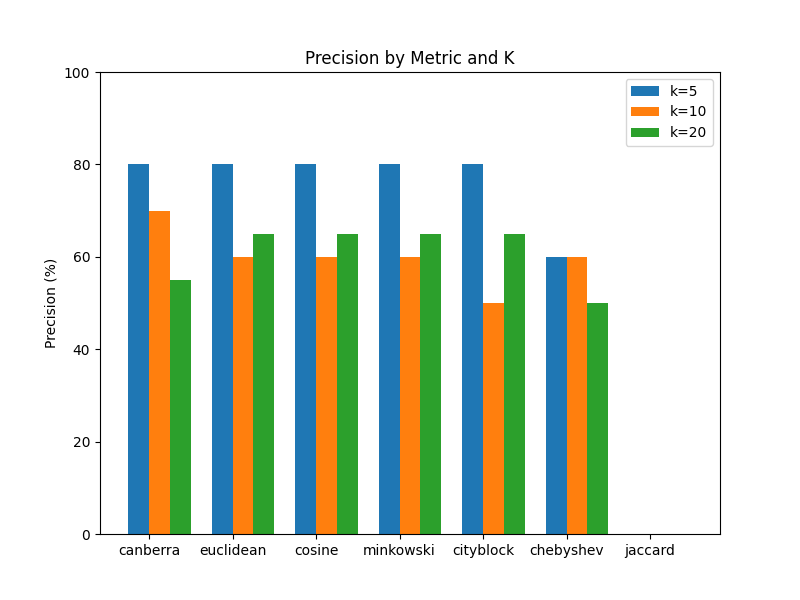 Precision by Metric and K
k=5
k=10
k=20
Precision (%)
100
80
60
40
20
0
canberra euclidean cosine minkowski cityblock chebyshev jaccard